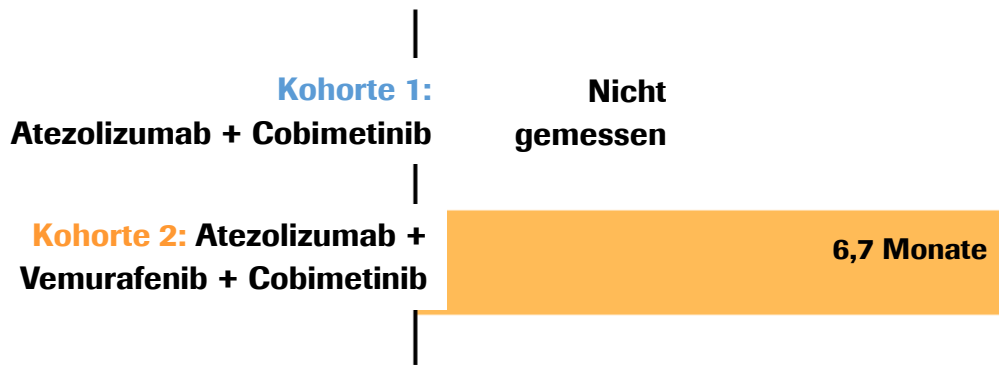 Kohorte 1:
Atezolizumab + Cobimetinib
Nicht
gemessen
Kohorte 2: Atezolizumab +
Vemurafenib + Cobimetinib
6,7 Monate